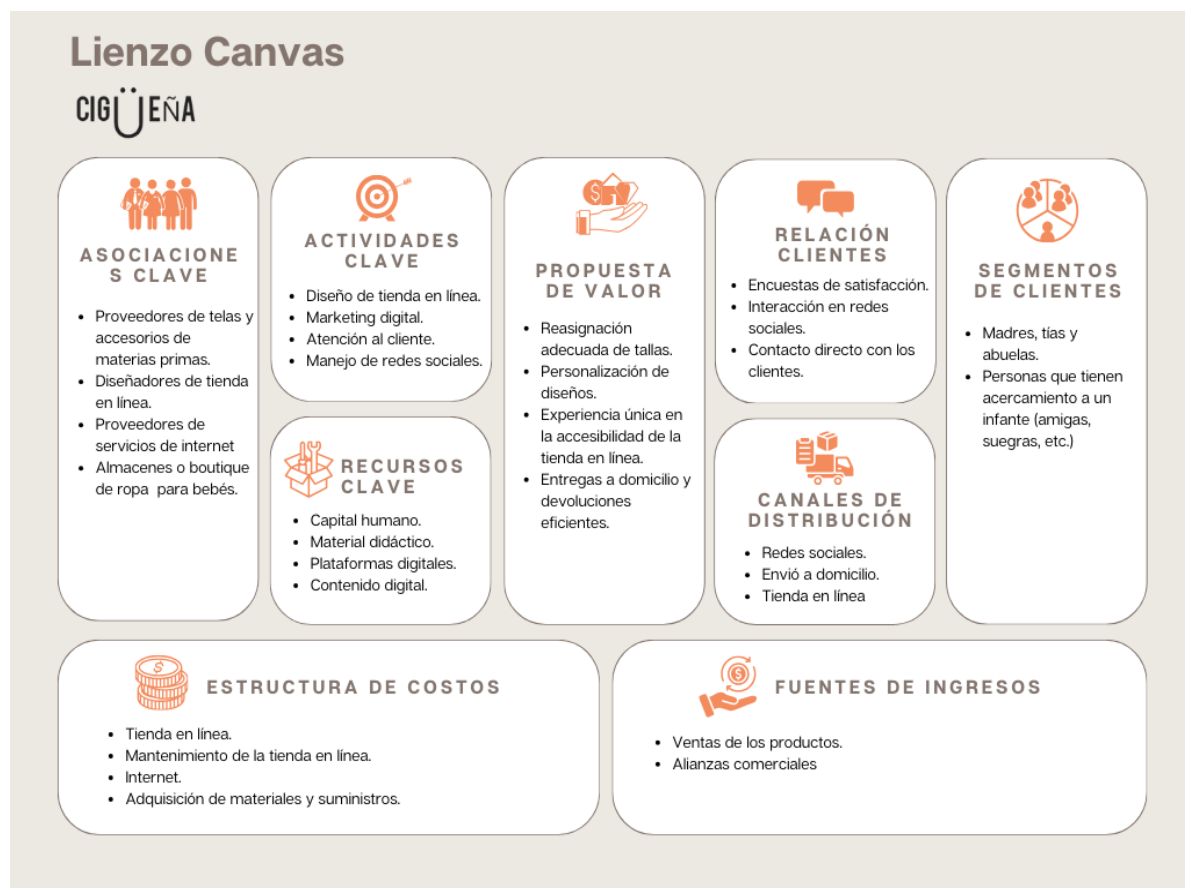 Lienzo Canvas
CIGÜEÑA
ASOCIACIONE
S CLAVE
• Proveedores de telas y
accesorios de
materias primas.
• Diseñadores de tienda
en línea.
• Proveedores de
servicios de internet
• Almacenes o boutique
de ropa para bebés.
ACTIVIDADES
CLAVE
• Diseño de tienda en línea.
• Marketing digital.
• Atención al cliente.
• Manejo de redes sociales.
RECURSOS
CLAVE
• Capital humano.
• Material didáctico.
• Plataformas digitales.
• Contenido digital.
$
PROPUESTA
DE VALOR
• Reasignación
adecuada de tallas.
• Personalización de
diseños.
• Experiencia única en
la accesibilidad de la
tienda en línea.
• Entregas a domicilio y
devoluciones
eficientes.
RELACIÓN
CLIENTES
• Encuestas de satisfacción.
• Interacción en redes
sociales.
• Contacto directo con los
clientes.
CANALES DE
DISTRIBUCIÓN
• Redes sociales.
• Envió a domicilio.
• Tienda en línea
SEGMENTOS
DE CLIENTES
• Madres, tías y
abuelas.
• Personas que tienen
acercamiento a un
infante (amigas,
suegras, etc.)
$
ESTRUCTURA DE COSTOS
• Tienda en línea.
• Mantenimiento de la tienda en línea.
• Internet.
• Adquisición de materiales y suministros.
$
FUENTES DE INGRESOS
• Ventas de los productos.
• Alianzas comerciales